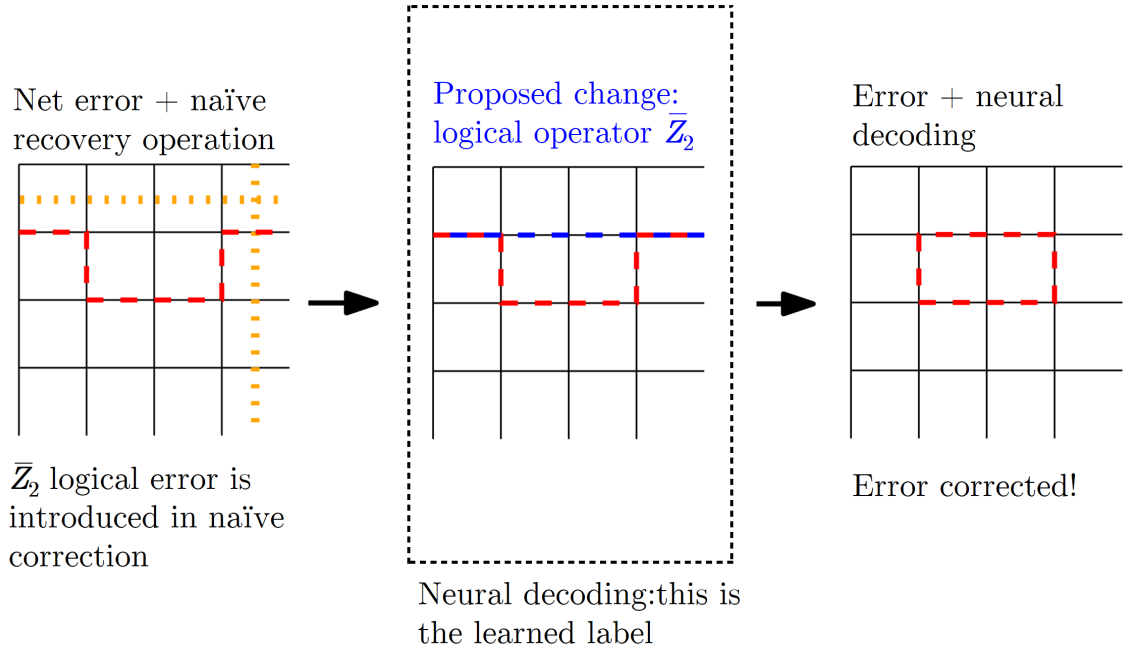 Net error + naïve
recovery operation
Z̅₂ logical error is
introduced in naïve
correction
Proposed change:
logical operator Z̅₂
Neural decoding:this is
the learned label
Error + neural
decoding
Error corrected!